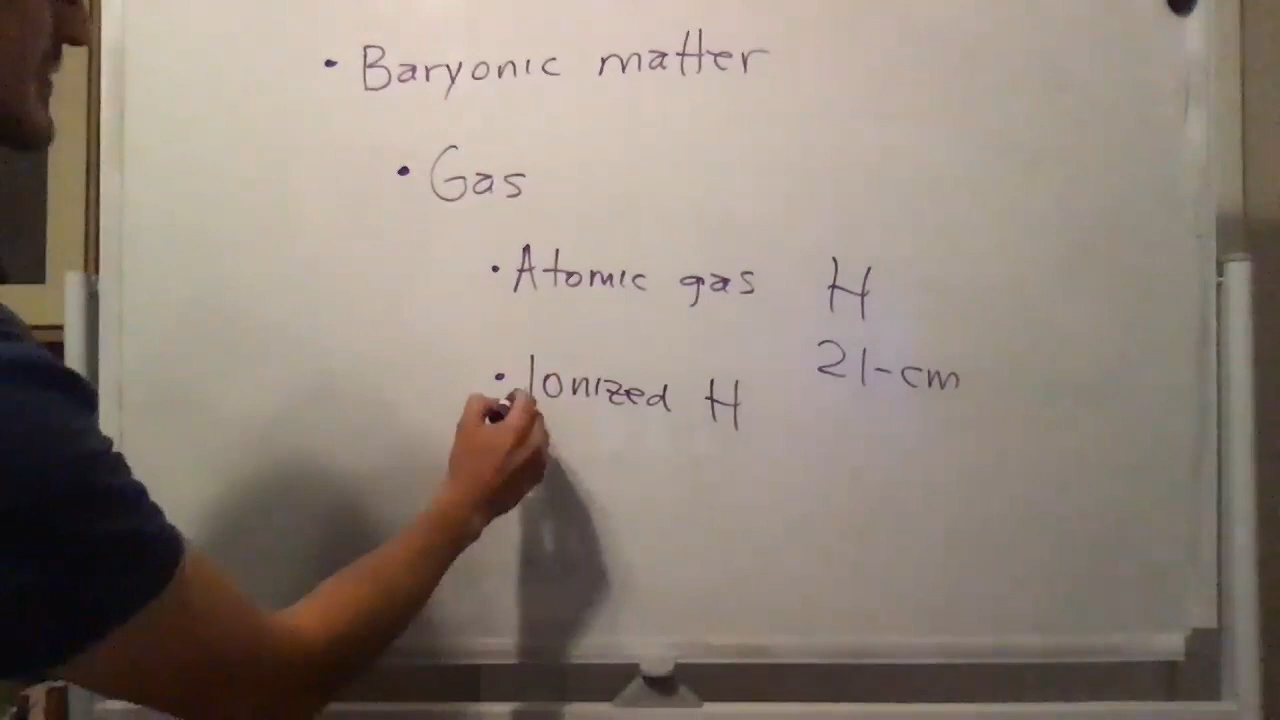 • Baryonic matter
• Gas
• Atomic gas H
21-cm
• Ionized H